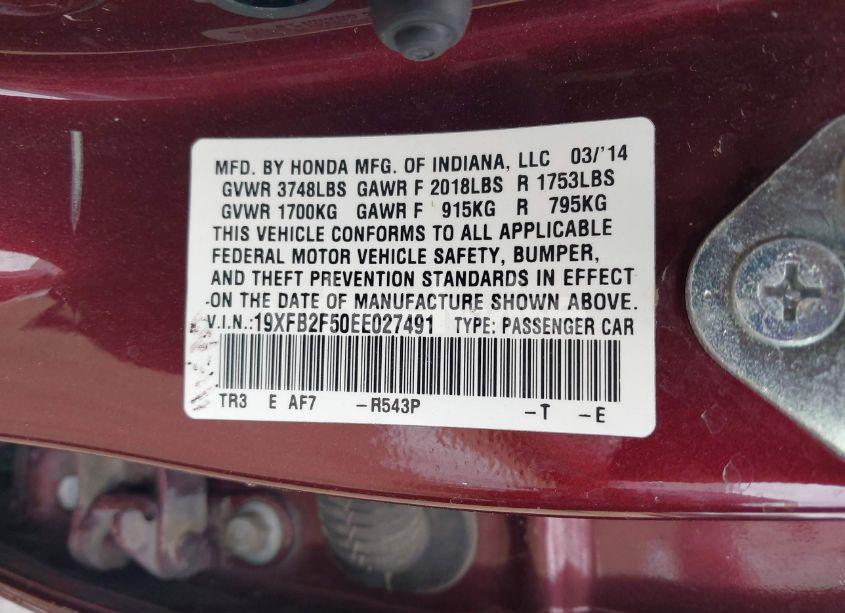 MFD. BY HONDA MFG. OF INDIANA, LLC 03/'14
GVWR 3748LBS GAWR F 2018LBS R 1753LBS
GVWR 1700KG GAWR F 915KG R 795KG
THIS VEHICLE CONFORMS TO ALL APPLICABLE
FEDERAL MOTOR VEHICLE SAFETY, BUMPER,
AND THEFT PREVENTION STANDARDS IN EFFECT
ON THE DATE OF MANUFACTURE SHOWN ABOVE.
V.I.N.:19XFB2F50EE027491 TYPE: PASSENGER CAR
TR3 E AF7 -R543P -T -E